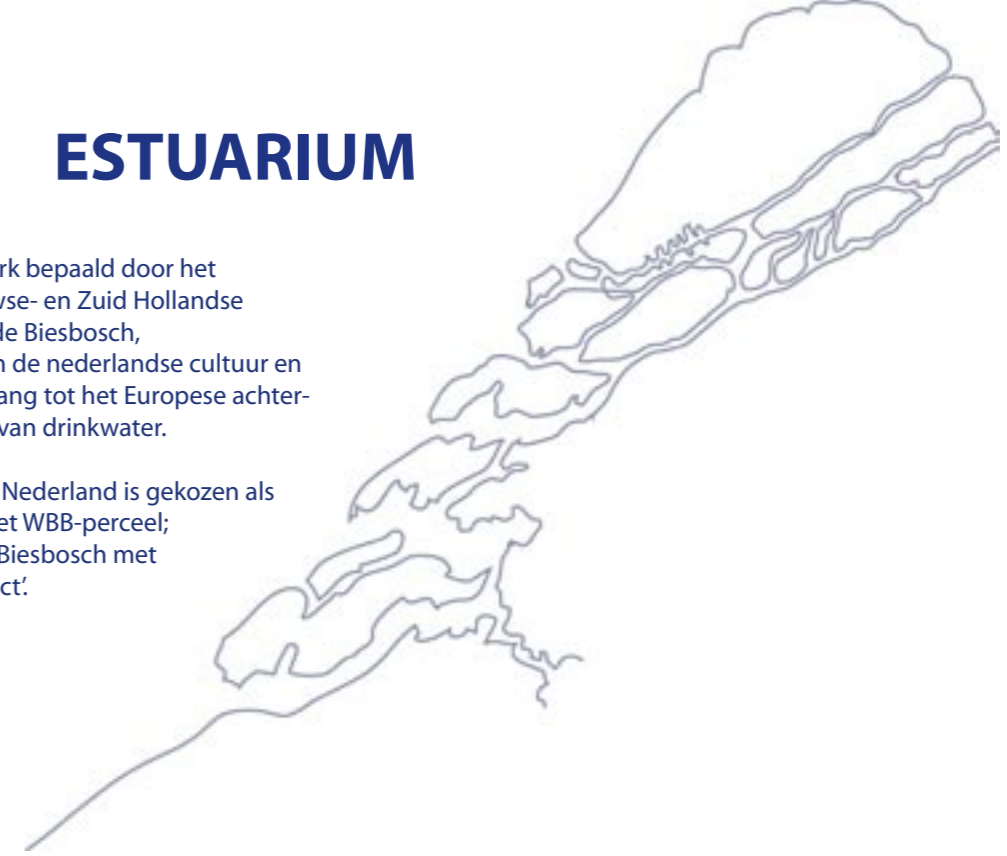 ESTUARIUM
rk bepaald door het
wse- en Zuid Hollandse
de Biesbosch,
n de nederlandse cultuur en
ang tot het Europese achter-
van drinkwater.
Nederland is gekozen als
et WBB-perceel;
Biesbosch met
ct’.